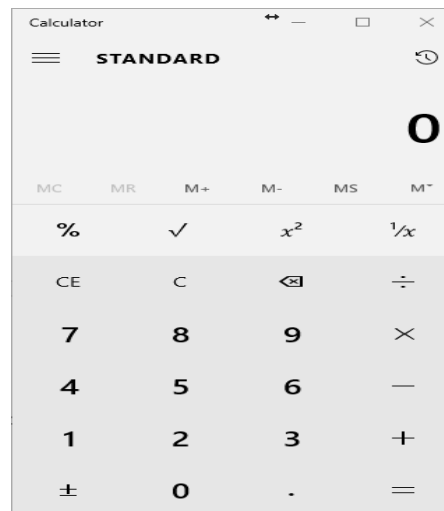 Calculator
STANDARD
0
MC MR M+ M- MS M˅
% √ x² ¹/x
CE C ÷
7 8 9 ×
4 5 6 −
1 2 3 +
± 0 . =